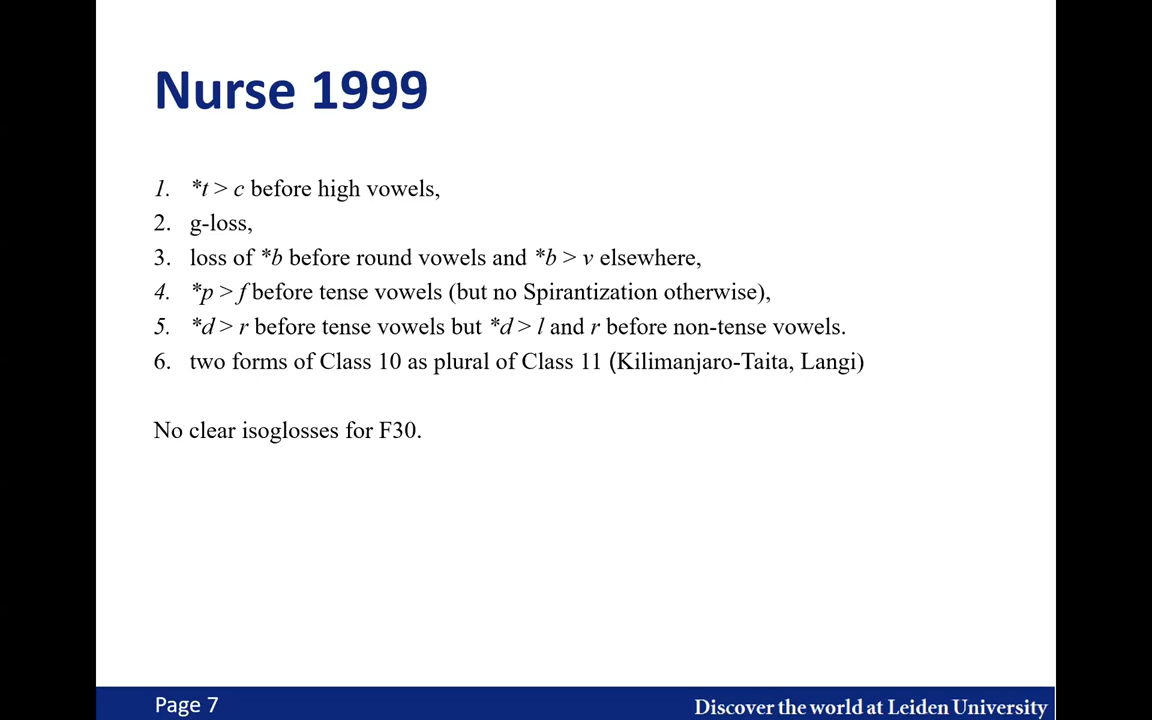 Nurse 1999
1. *t > c before high vowels,
2. g-loss,
3. loss of *b before round vowels and *b > v elsewhere,
4. *p > f before tense vowels (but no Spirantization otherwise),
5. *d > r before tense vowels but *d > l and r before non-tense vowels.
6. two forms of Class 10 as plural of Class 11 (Kilimanjaro-Taita, Langi)
No clear isoglosses for F30.
Page 7
Discover the world at Leiden University